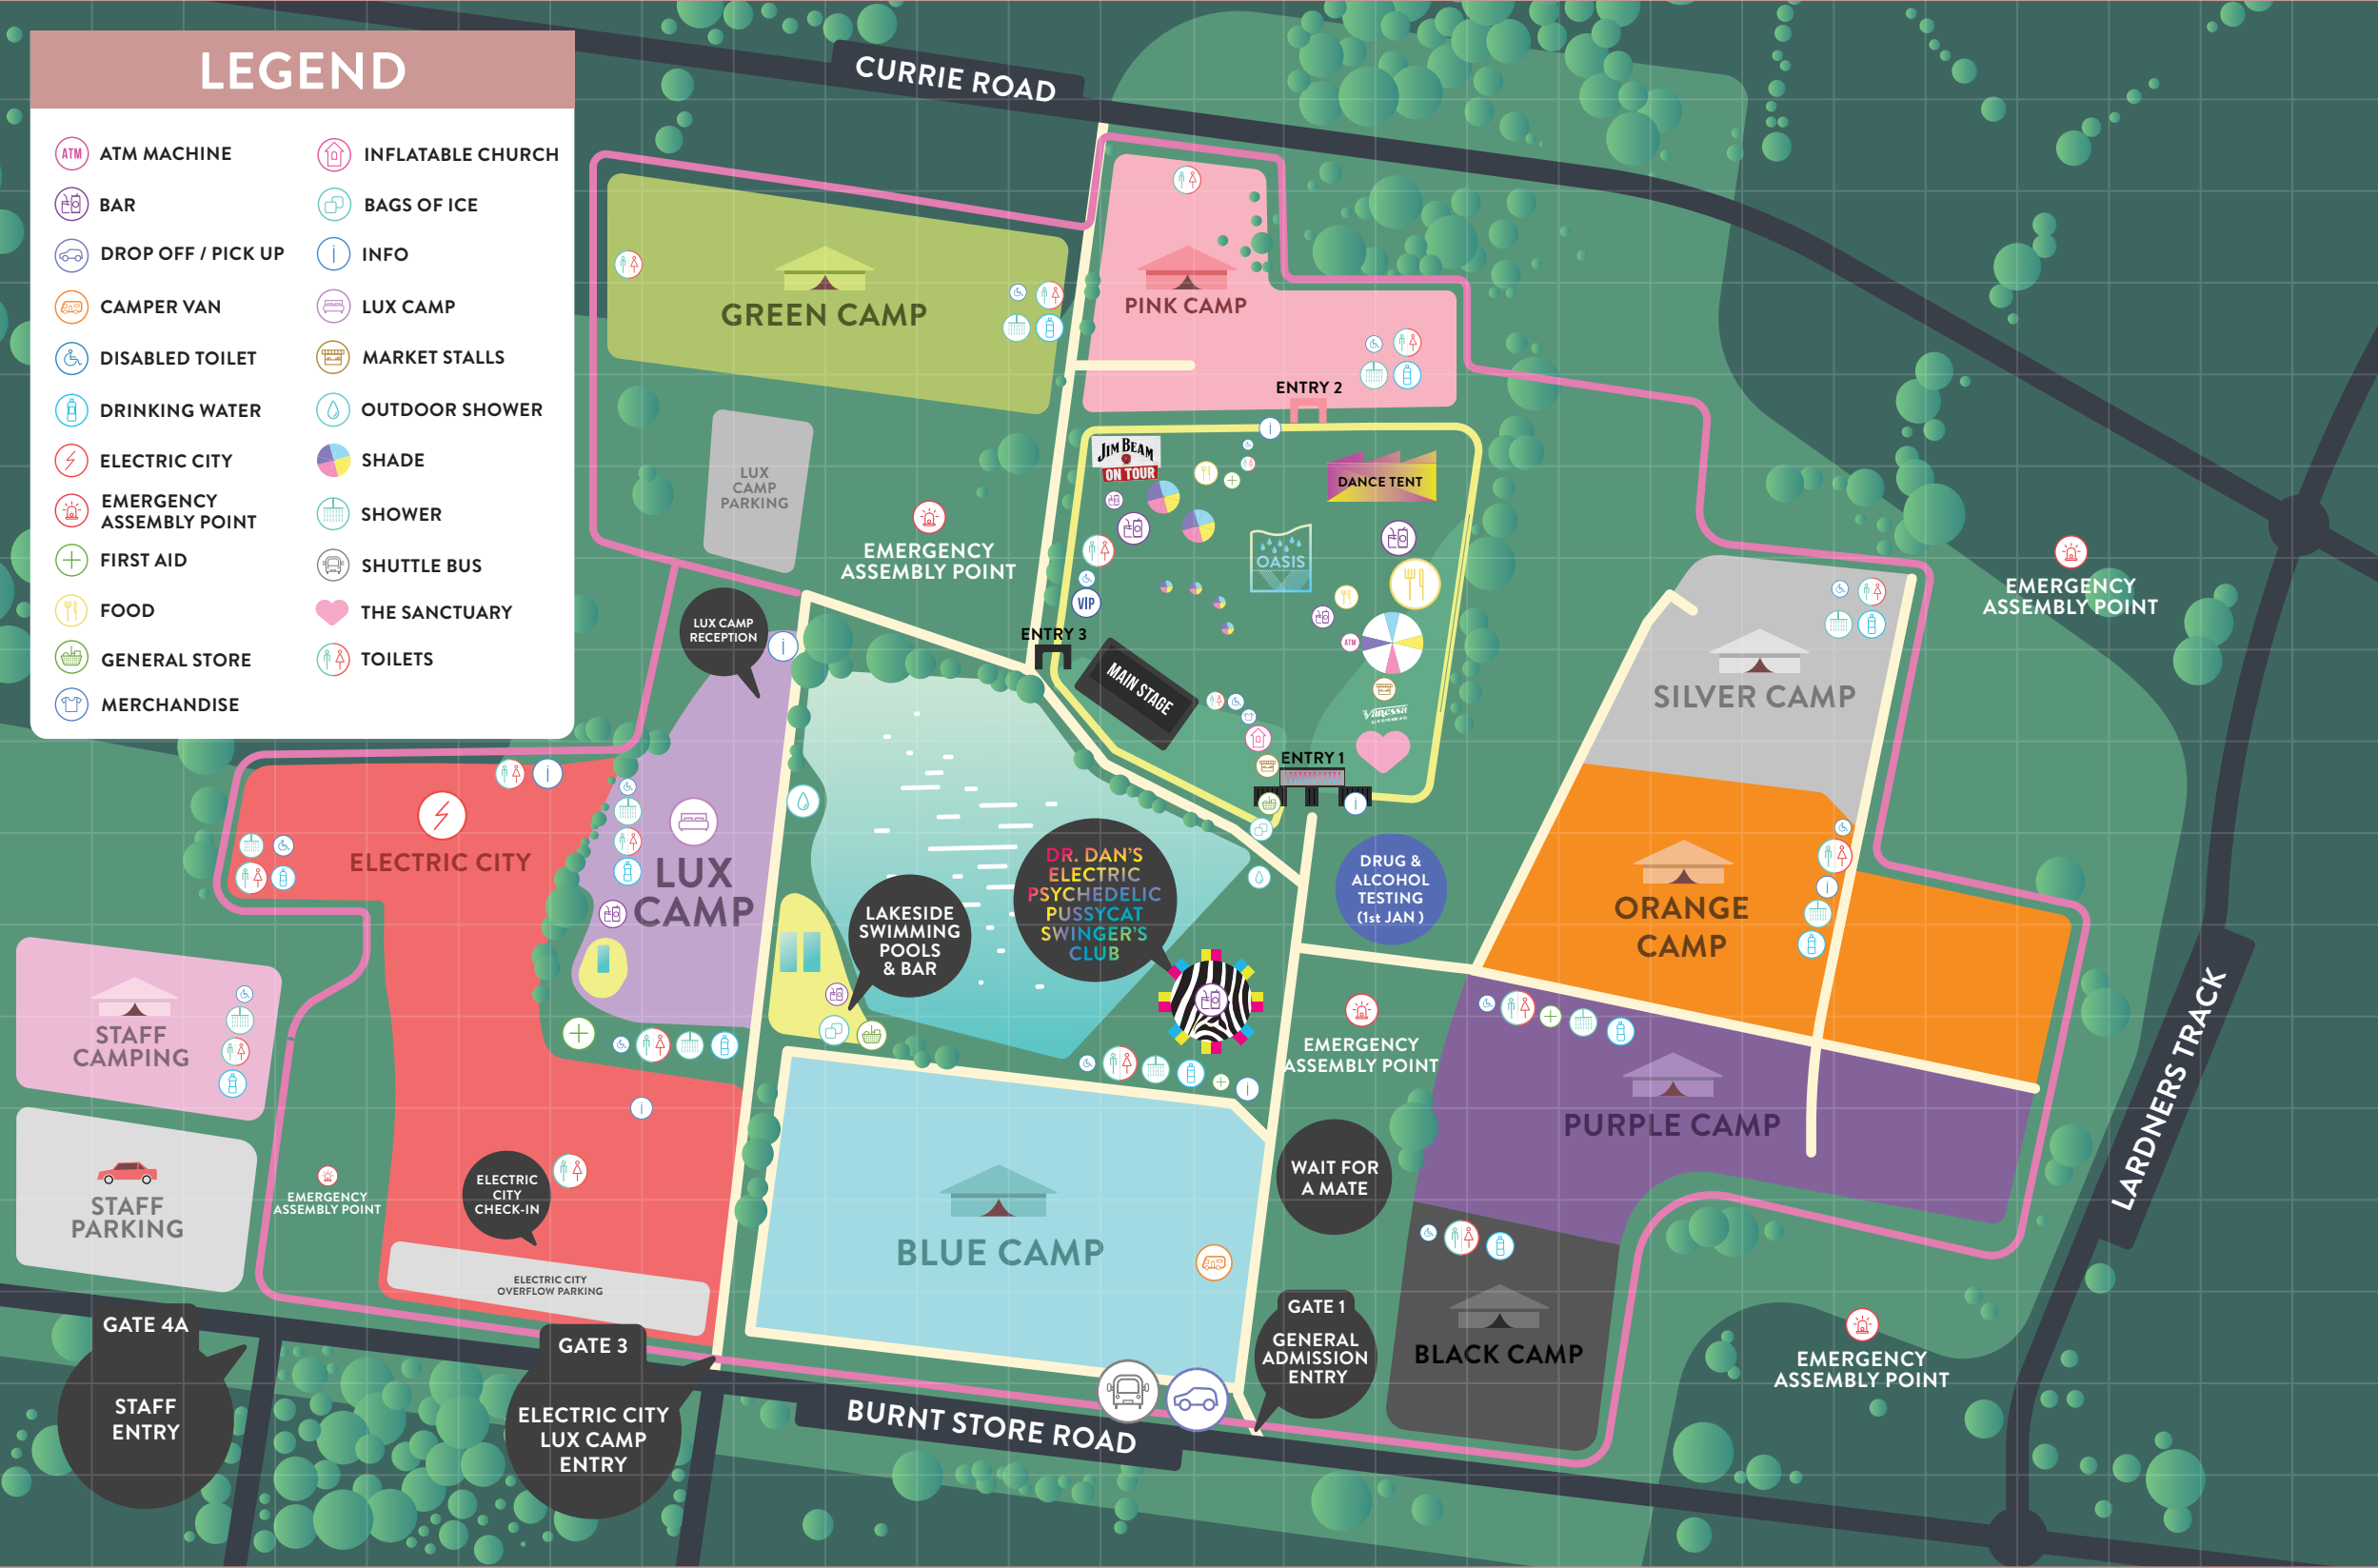 LEGEND
ATM
ATM MACHINE
BAR
DROP OFF / PICK UP
CAMPER VAN
DISABLED TOILET
DRINKING WATER
ELECTRIC CITY
EMERGENCY
ASSEMBLY POINT
FIRST AID
FOOD
GENERAL STORE
MERCHANDISE
INFLATABLE CHURCH
BAGS OF ICE
i
INFO
LUX CAMP
MARKET STALLS
OUTDOOR SHOWER
SHADE
SHOWER
SHUTTLE BUS
THE SANCTUARY
TOILETS
CURRIE ROAD
GREEN CAMP
PINK CAMP
ENTRY 2
i
LUX
CAMP
PARKING
EMERGENCY
ASSEMBLY POINT
JIM BEAM
ON TOUR
DANCE TENT
OASIS
VIP
ATM
ENTRY 3
MAIN STAGE
Vanessa
ENTRY 1
i
LUX CAMP
RECEPTION
i
EMERGENCY
ASSEMBLY POINT
SILVER CAMP
ORANGE
CAMP
i
DRUG &
ALCOHOL
TESTING
(1st JAN )
i
ELECTRIC CITY
LUX
CAMP
LAKESIDE
SWIMMING
POOLS
& BAR
DR. DAN'S
ELECTRIC
PSYCHEDELIC
PUSSYCAT
SWINGER'S
CLUB
STAFF
CAMPING
STAFF
PARKING
EMERGENCY
ASSEMBLY POINT
i
ELECTRIC
CITY
CHECK-IN
ELECTRIC CITY
OVERFLOW PARKING
i
EMERGENCY
ASSEMBLY POINT
PURPLE CAMP
LARDNERS TRACK
WAIT FOR
A MATE
BLUE CAMP
BLACK CAMP
EMERGENCY
ASSEMBLY POINT
GATE 4A
STAFF
ENTRY
GATE 3
ELECTRIC CITY
LUX CAMP
ENTRY
GATE 1
GENERAL
ADMISSION
ENTRY
BURNT STORE ROAD